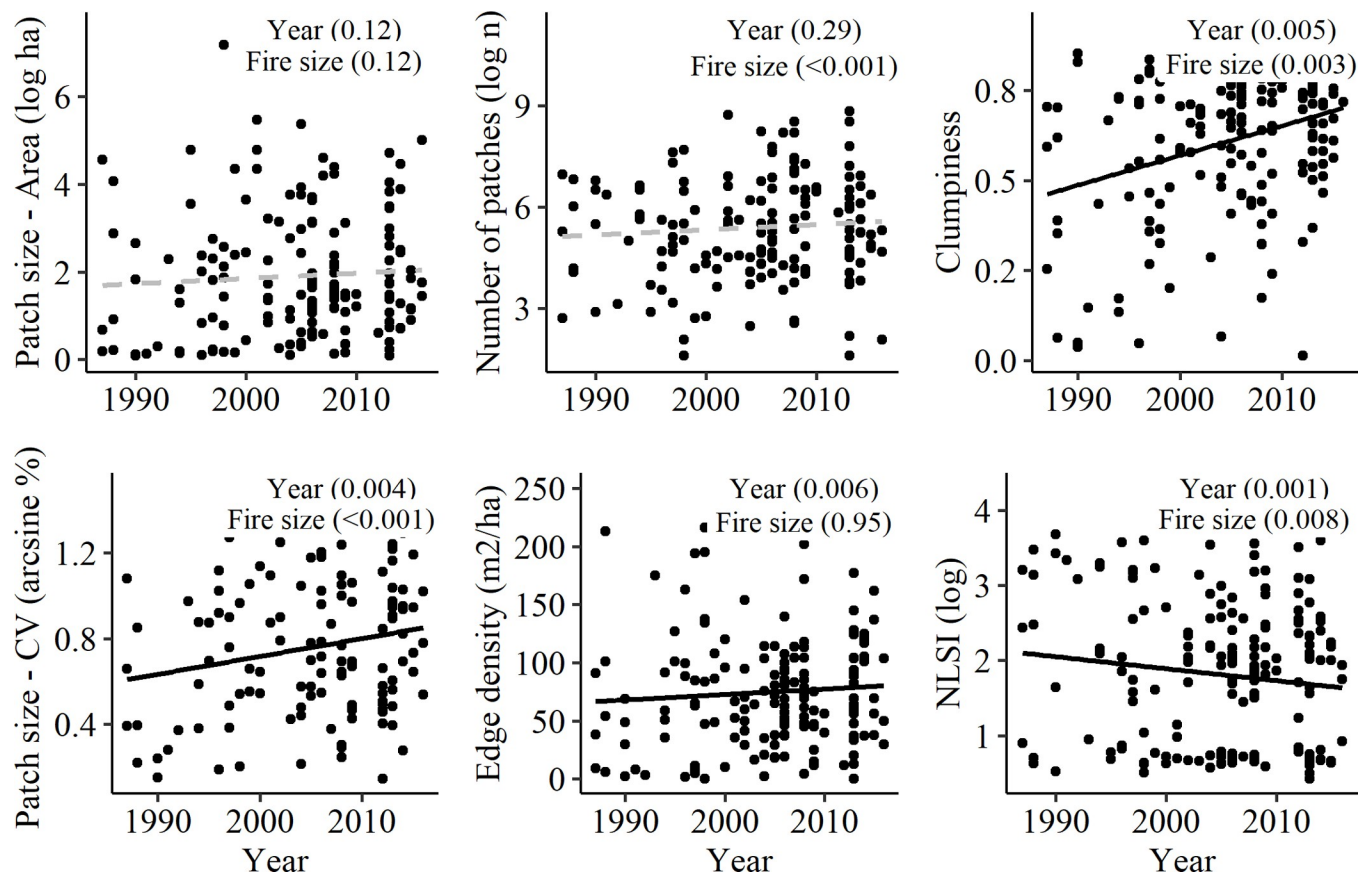 Patch size - Area (log ha)
Year (0.12)
Fire size (0.12)
6
4
2
0
1990 2000 2010
Number of patches (log n)
Year (0.29)
Fire size (<0.001)
9
6
3
1990 2000 2010
Clumpiness
Year (0.005)
Fire size (0.003)
0.8
0.5
0.2
0.0
1990 2000 2010
Patch size - CV (arcsine %)
Year (0.004)
Fire size (<0.001)
1.2
0.8
0.4
1990 2000 2010
Year
Edge density (m2/ha)
Year (0.006)
Fire size (0.95)
250
200
150
100
50
0
1990 2000 2010
Year
NLSI (log)
Year (0.001)
Fire size (0.008)
4
3
2
1
1990 2000 2010
Year